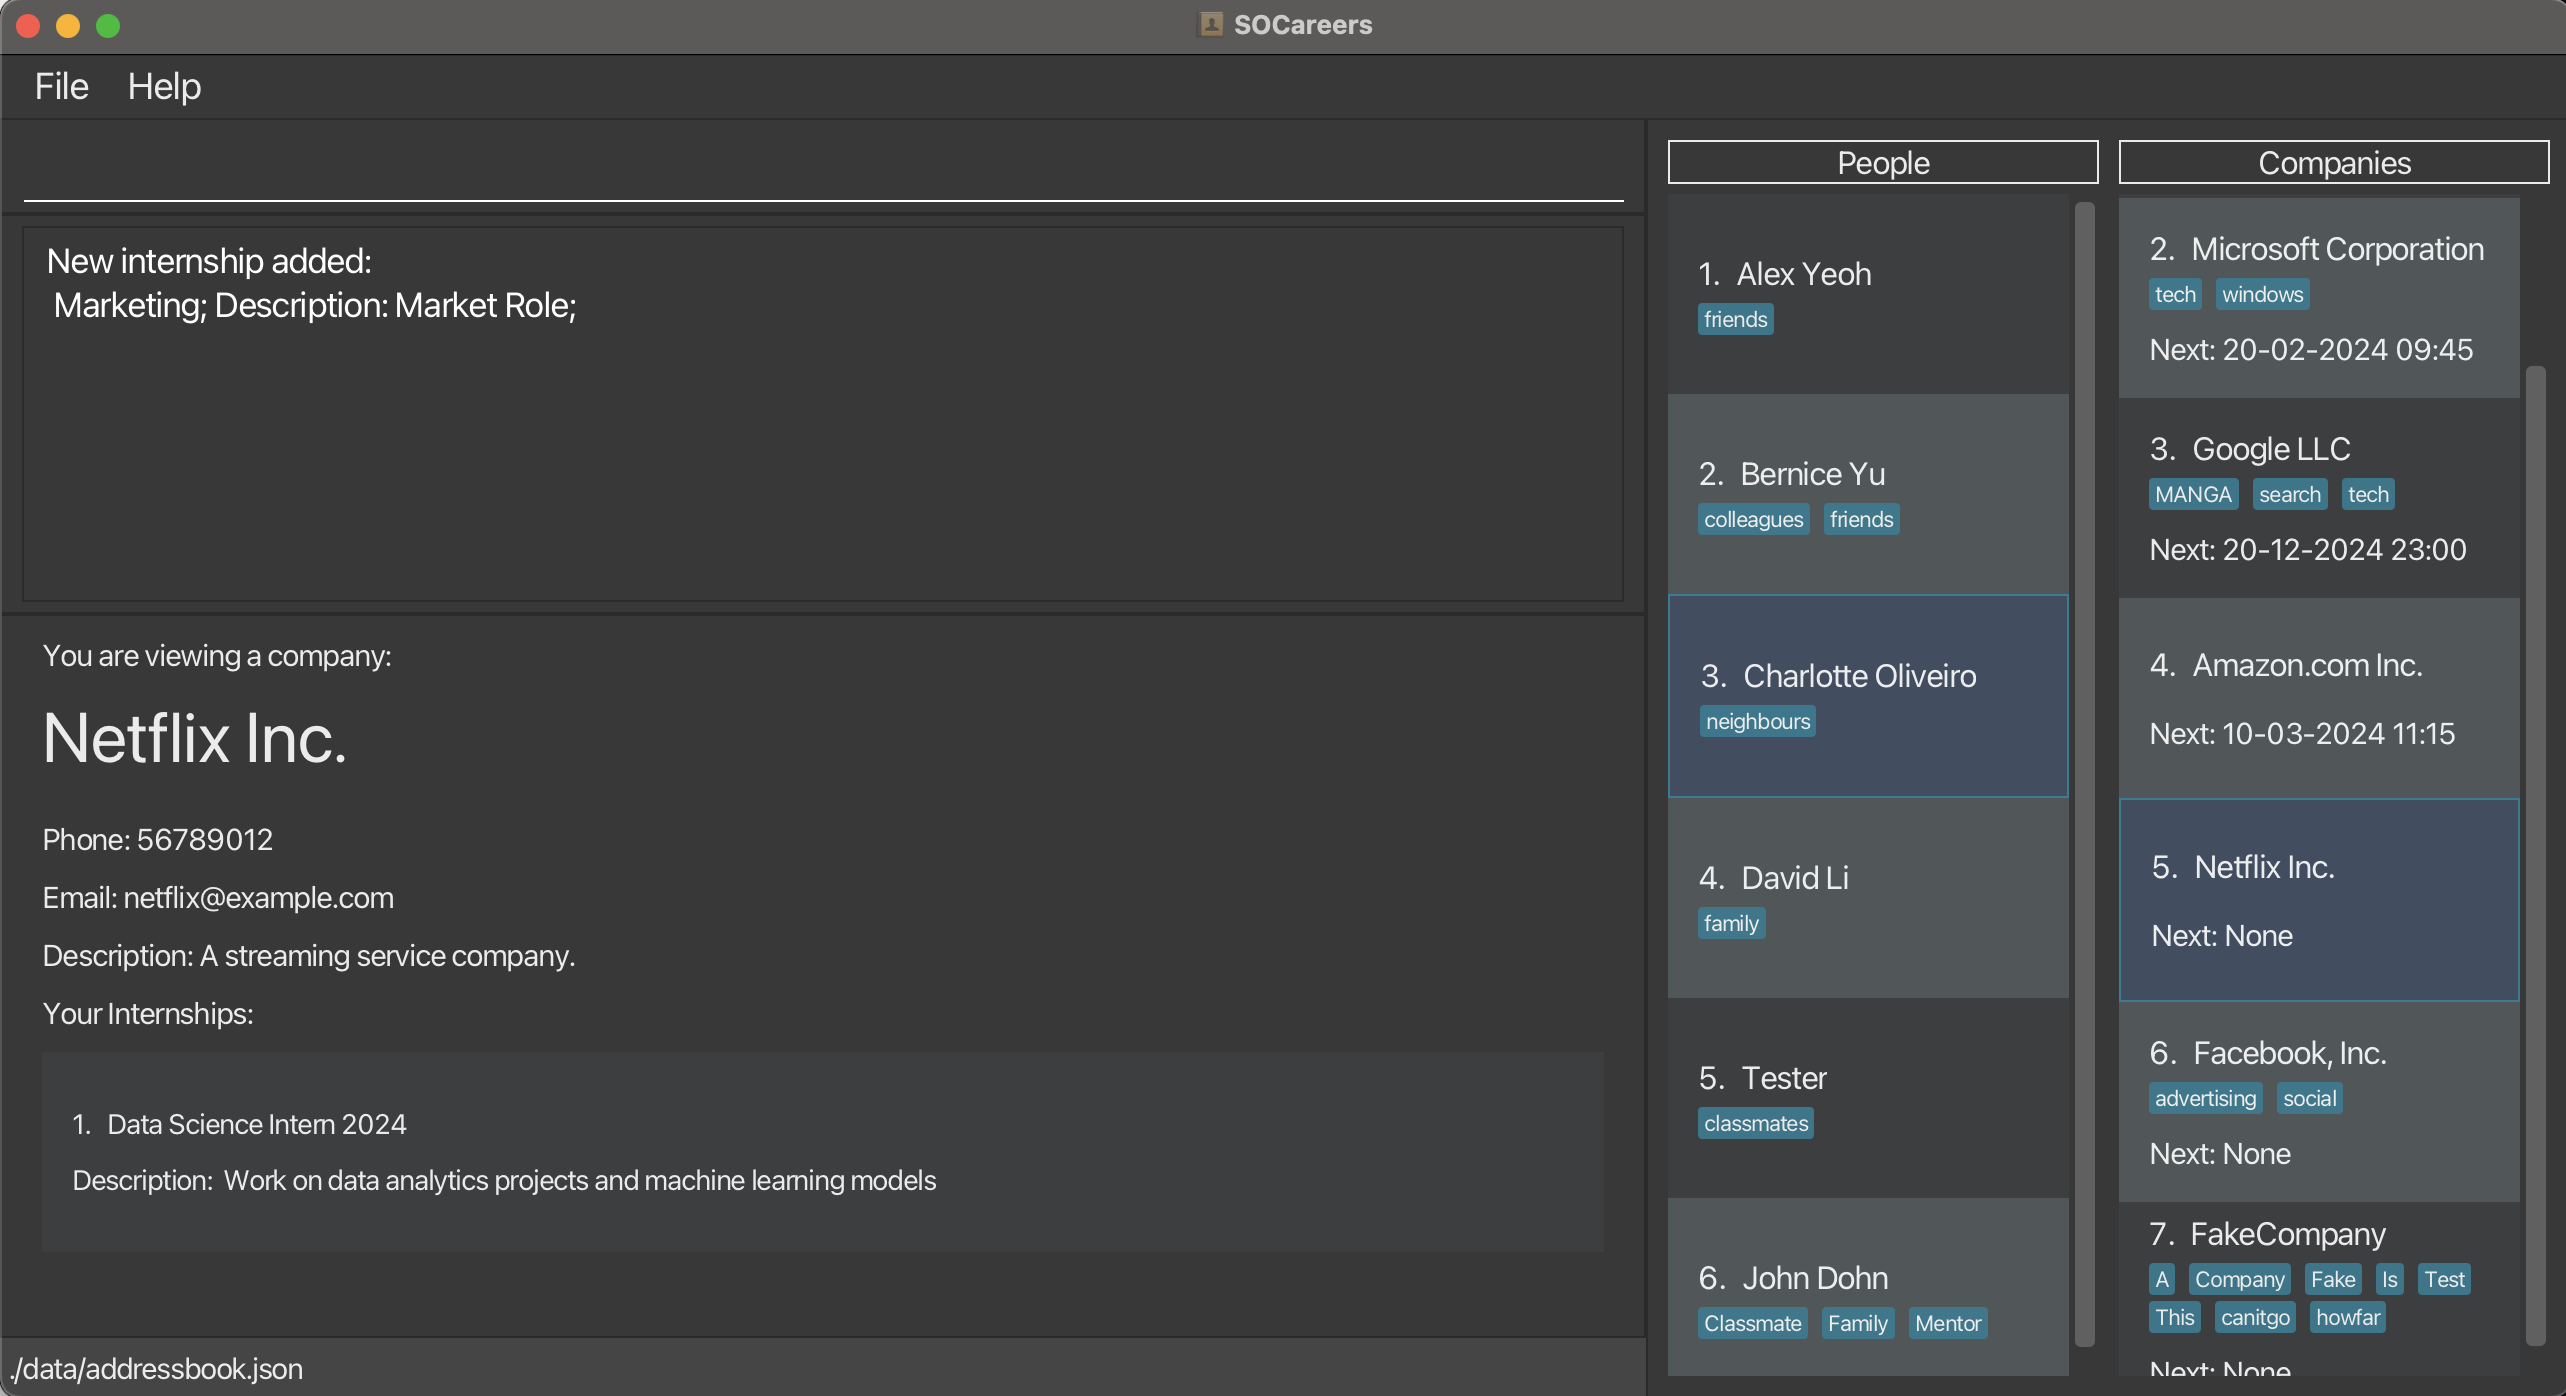 SOCareers
File Help
New internship added:
Marketing; Description: Market Role;
You are viewing a company:
Netflix Inc.
Phone: 56789012
Email: netflix@example.com
Description: A streaming service company.
Your Internships:
1. Data Science Intern 2024
Description: Work on data analytics projects and machine learning models
./data/addressbook.json
People
1. Alex Yeoh
friends
2. Bernice Yu
colleagues friends
3. Charlotte Oliveiro
neighbours
4. David Li
family
5. Tester
classmates
6. John Dohn
Classmate Family Mentor
Companies
2. Microsoft Corporation
tech windows
Next: 20-02-2024 09:45
3. Google LLC
MANGA search tech
Next: 20-12-2024 23:00
4. Amazon.com Inc.
Next: 10-03-2024 11:15
5. Netflix Inc.
Next: None
6. Facebook, Inc.
advertising social
Next: None
7. FakeCompany
A Company Fake Is Test
This canitgo howfar
Next: None